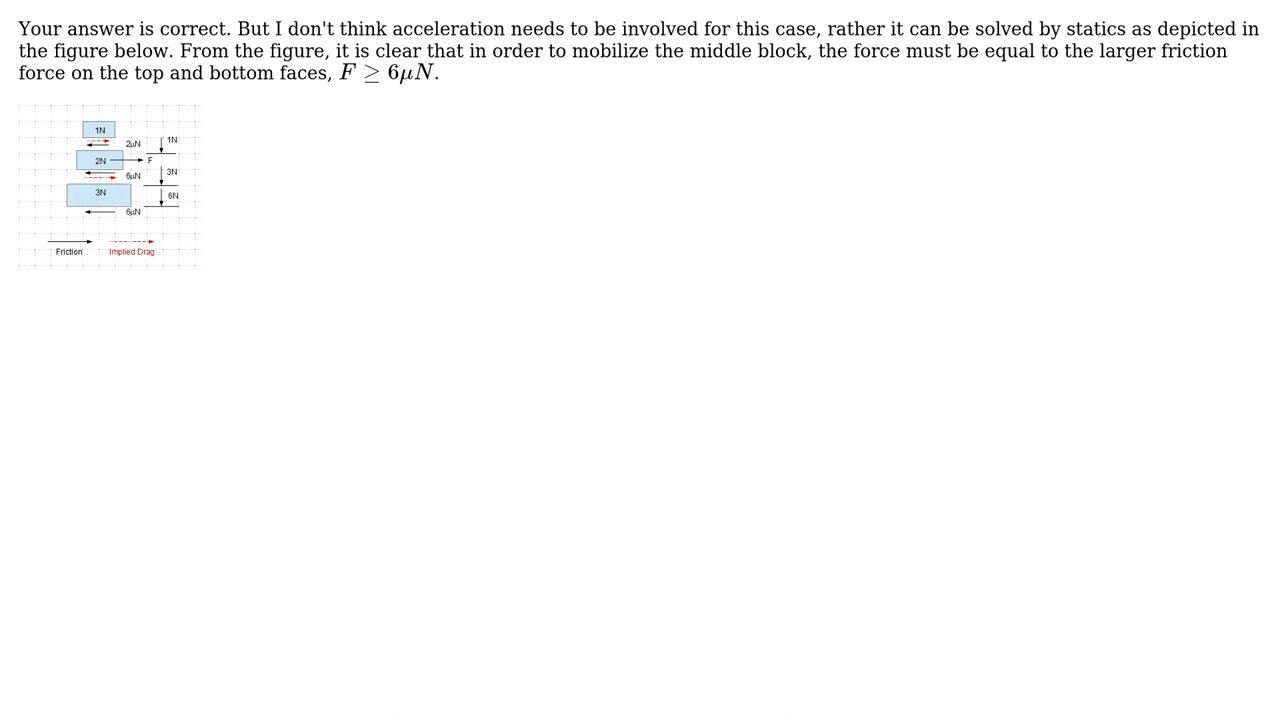 Your answer is correct. But I don't think acceleration needs to be involved for this case, rather it can be solved by statics as depicted in
the figure below. From the figure, it is clear that in order to mobilize the middle block, the force must be equal to the larger friction
force on the top and bottom faces, F ≥ 6μN.
1N
2μN
1N
2N
F
6μN
3N
3N
6N
6μN
Friction
Implied Drag